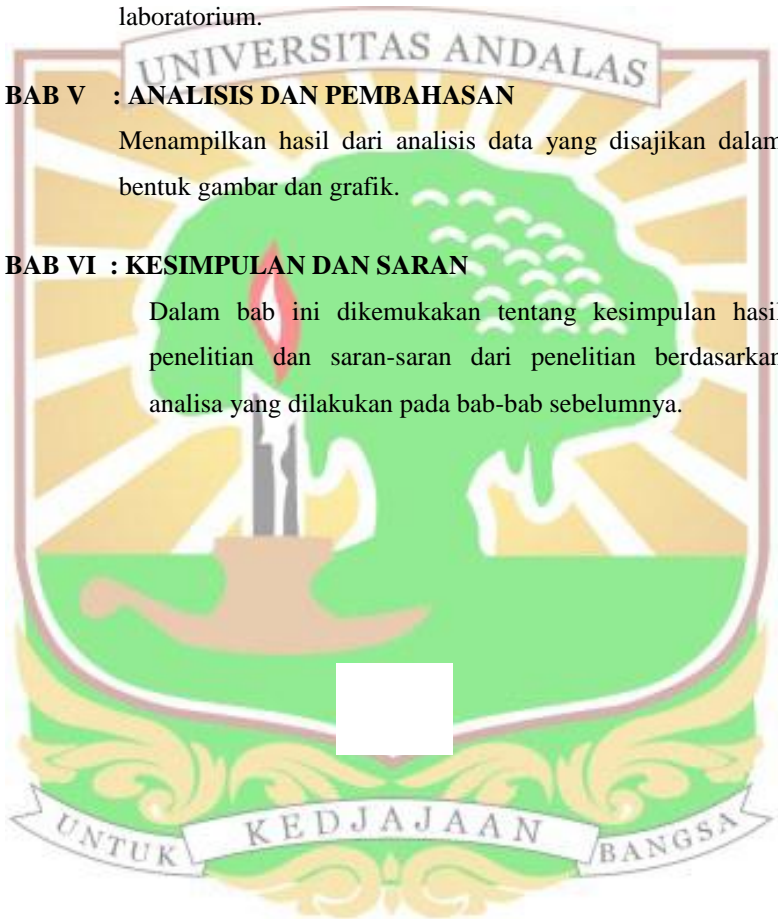 laboratorium.
UNIVERSITAS ANDALAS
BAB V : ANALISIS DAN PEMBAHASAN
Menampilkan hasil dari analisis data yang disajikan dalam
bentuk gambar dan grafik.
BAB VI : KESIMPULAN DAN SARAN
Dalam bab ini dikemukakan tentang kesimpulan hasil
penelitian dan saran-saran dari penelitian berdasarkan
analisa yang dilakukan pada bab-bab sebelumnya.
UNTUK KEDJAJAAN BANGSA